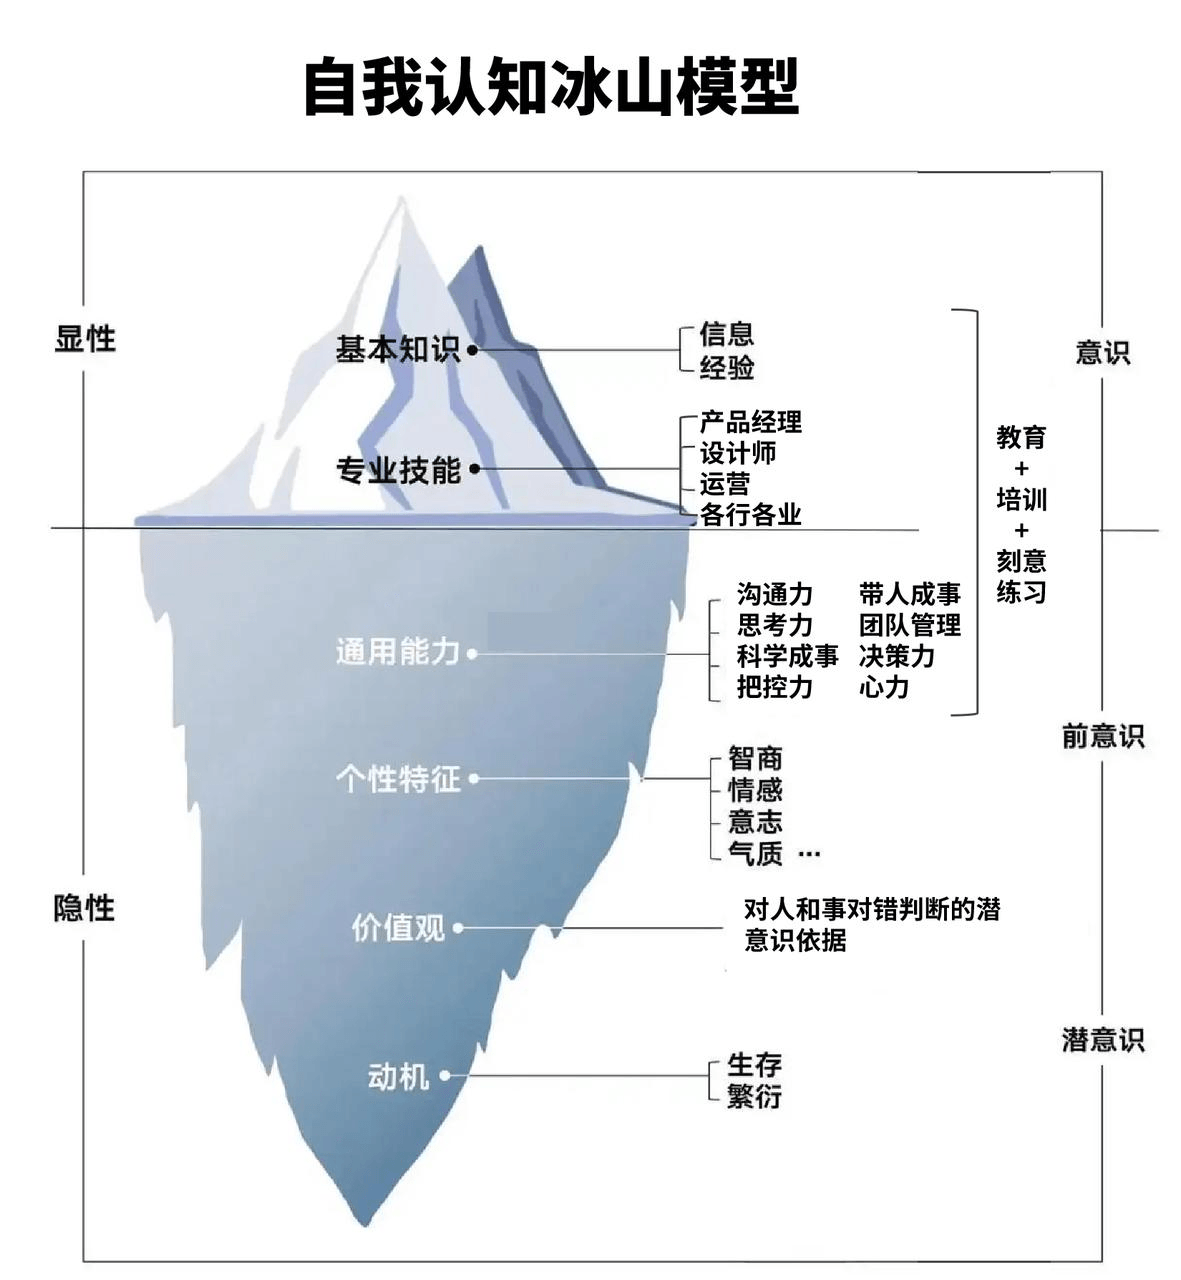 自我认知冰山模型
显性
基本知识
信息
经验
意识
专业技能
产品经理
设计师
运营
各行各业
教育
+
培训
+
刻意
练习
通用能力
沟通力 带人成事
思考力 团队管理
科学成事 决策力
把控力 心力
前意识
个性特征
智商
情感
意志
气质 …
隐性
价值观
对人和事对错判断的潜
意识依据
潜意识
动机
生存
繁衍